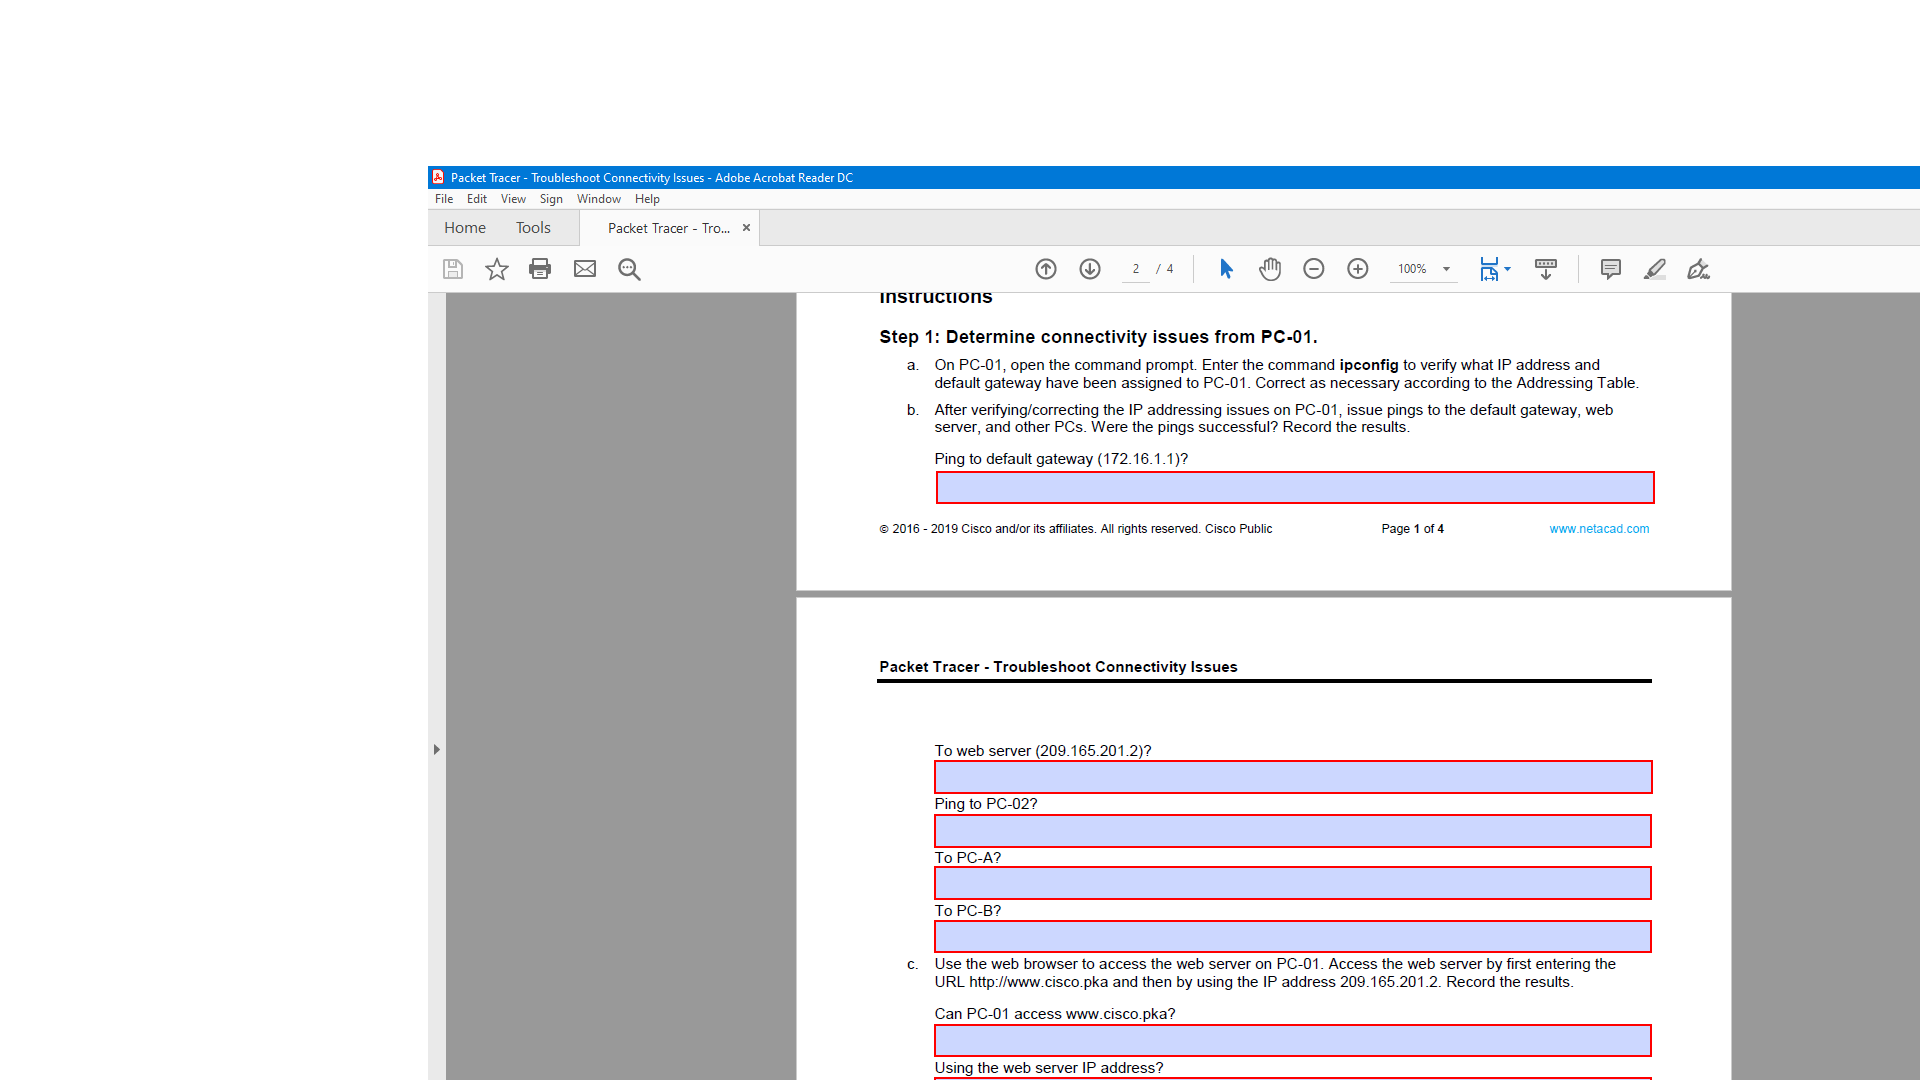 Packet Tracer - Troubleshoot Connectivity Issues - Adobe Acrobat Reader DC
File Edit View Sign Window Help
Home Tools Packet Tracer - Tro... ×
2 / 4 100%
Instructions
Step 1: Determine connectivity issues from PC-01.
a. On PC-01, open the command prompt. Enter the command ipconfig to verify what IP address and
default gateway have been assigned to PC-01. Correct as necessary according to the Addressing Table.
b. After verifying/correcting the IP addressing issues on PC-01, issue pings to the default gateway, web
server, and other PCs. Were the pings successful? Record the results.
Ping to default gateway (172.16.1.1)?
© 2016 - 2019 Cisco and/or its affiliates. All rights reserved. Cisco Public Page 1 of 4 www.netacad.com
Packet Tracer - Troubleshoot Connectivity Issues
To web server (209.165.201.2)?
Ping to PC-02?
To PC-A?
To PC-B?
c. Use the web browser to access the web server on PC-01. Access the web server by first entering the
URL http://www.cisco.pka and then by using the IP address 209.165.201.2. Record the results.
Can PC-01 access www.cisco.pka?
Using the web server IP address?